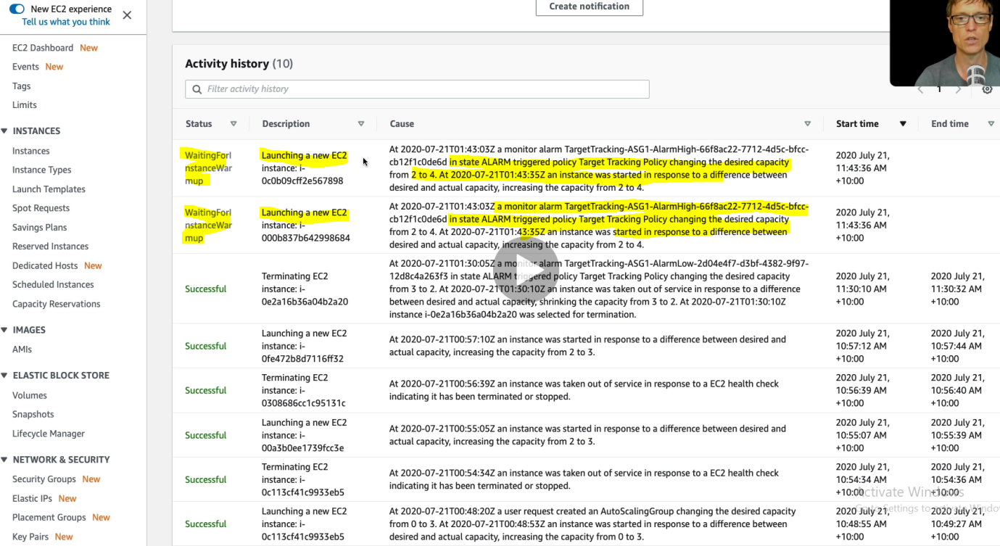 New EC2 experience
Tell us what you think
EC2 Dashboard New
Events New
Tags
Limits
INSTANCES
Instances
Instance Types
Launch Templates
Spot Requests
Savings Plans
Reserved Instances
Dedicated Hosts New
Scheduled Instances
Capacity Reservations
IMAGES
AMIs
ELASTIC BLOCK STORE
Volumes
Snapshots
Lifecycle Manager
NETWORK & SECURITY
Security Groups New
Elastic IPs New
Placement Groups New
Key Pairs New
Create notification
Activity history (10)
Filter activity history
1
Status Description Cause Start time End time
WaitingForI
nstanceWar
mup
Launching a new EC2
instance: i-
0c0b09cff2e567898
At 2020-07-21T01:43:03Z a monitor alarm TargetTracking-ASG1-AlarmHigh-66f8ac22-7712-4d5c-bfcc-
cb12f1c0de6d in state ALARM triggered policy Target Tracking Policy changing the desired capacity
from 2 to 4. At 2020-07-21T01:43:35Z an instance was started in response to a difference between
desired and actual capacity, increasing the capacity from 2 to 4.
2020 July 21,
11:43:36 AM
+10:00
WaitingForI
nstanceWar
mup
Launching a new EC2
instance: i-
000b837b642998684
At 2020-07-21T01:43:03Z a monitor alarm TargetTracking-ASG1-AlarmHigh-66f8ac22-7712-4d5c-bfcc-
cb12f1c0de6d in state ALARM triggered policy Target Tracking Policy changing the desired capacity
from 2 to 4. At 2020-07-21T01:43:35Z an instance was started in response to a difference between
desired and actual capacity, increasing the capacity from 2 to 4.
2020 July 21,
11:43:36 AM
+10:00
Successful
Terminating EC2
instance: i-
0e2a16b36a04b2a20
At 2020-07-21T01:30:05Z a monitor alarm TargetTracking-ASG1-AlarmLow-2d04e4f7-d3bf-4382-9f97-
12d8c4a263f3 in state ALARM triggered policy Target Tracking Policy changing the desired capacity
from 3 to 2. At 2020-07-21T01:30:10Z an instance was taken out of service in response to a difference
between desired and actual capacity, shrinking the capacity from 3 to 2. At 2020-07-21T01:30:10Z
instance i-0e2a16b36a04b2a20 was selected for termination.
2020 July 21,
11:30:10 AM
+10:00
2020 July 21,
11:30:32 AM
+10:00
Successful
Launching a new EC2
instance: i-
0fe472b8d7116ff32
At 2020-07-21T00:57:10Z an instance was started in response to a difference between desired and
actual capacity, increasing the capacity from 2 to 3.
2020 July 21,
10:57:12 AM
+10:00
2020 July 21,
10:57:44 AM
+10:00
Successful
Terminating EC2
instance: i-
0308686cc1c95131c
At 2020-07-21T00:56:39Z an instance was taken out of service in response to a EC2 health check
indicating it has been terminated or stopped.
2020 July 21,
10:56:39 AM
+10:00
2020 July 21,
10:56:40 AM
+10:00
Successful
Launching a new EC2
instance: i-
00a3b0ee1739fcc3e
At 2020-07-21T00:55:05Z an instance was started in response to a difference between desired and
actual capacity, increasing the capacity from 2 to 3.
2020 July 21,
10:55:07 AM
+10:00
2020 July 21,
10:55:39 AM
+10:00
Successful
Terminating EC2
instance: i-
0c113cf41c9933eb5
At 2020-07-21T00:54:34Z an instance was taken out of service in response to a EC2 health check
indicating it has been terminated or stopped.
2020 July 21,
10:54:34 AM
+10:00
2020 July 21,
10:54:36 AM
+10:00
Successful
Launching a new EC2
instance: i-
0c113cf41c9933eb5
At 2020-07-21T00:48:20Z a user request created an AutoScalingGroup changing the desired capacity
from 0 to 3. At 2020-07-21T00:48:53Z an instance was started in response to a difference between
desired and actual capacity, increasing the capacity from 0 to 3.
2020 July 21,
10:48:55 AM
+10:00
2020 July 21,
10:49:27 AM
+10:00
Activate Windows
Go to Settings to activate Window